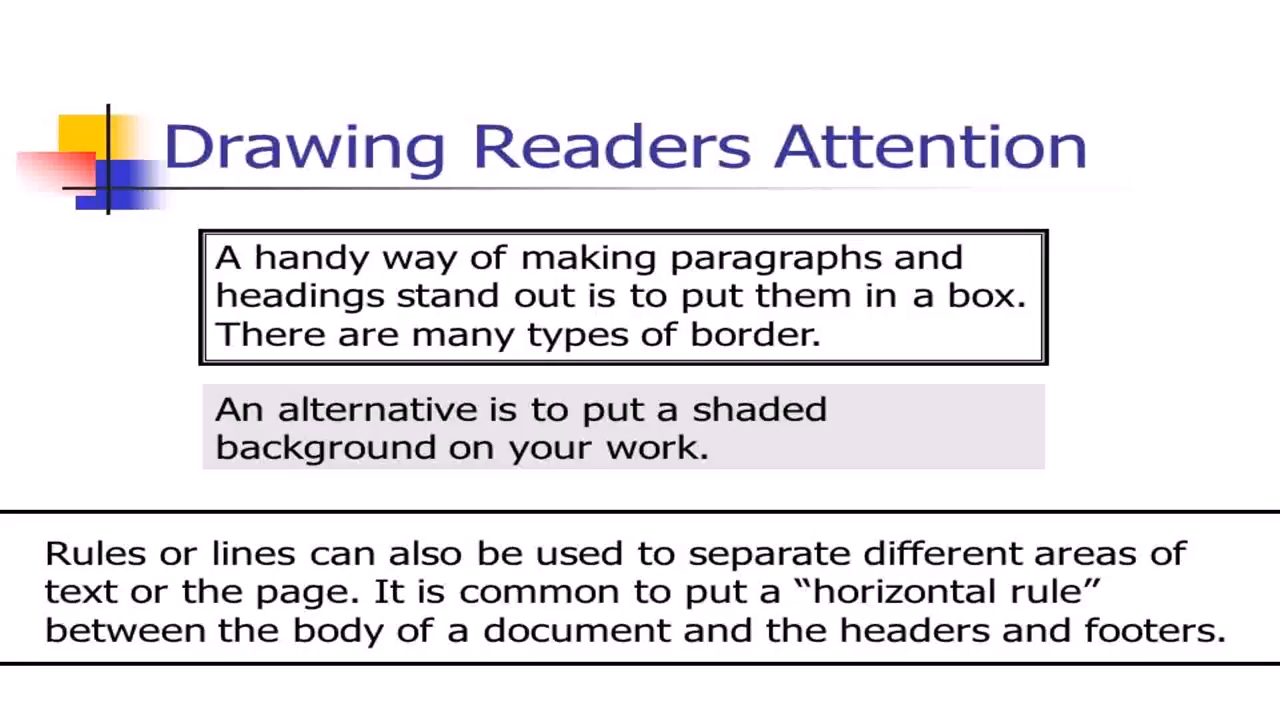 Drawing Readers Attention
A handy way of making paragraphs and
headings stand out is to put them in a box.
There are many types of border.
An alternative is to put a shaded
background on your work.
Rules or lines can also be used to separate different areas of
text or the page. It is common to put a “horizontal rule”
between the body of a document and the headers and footers.